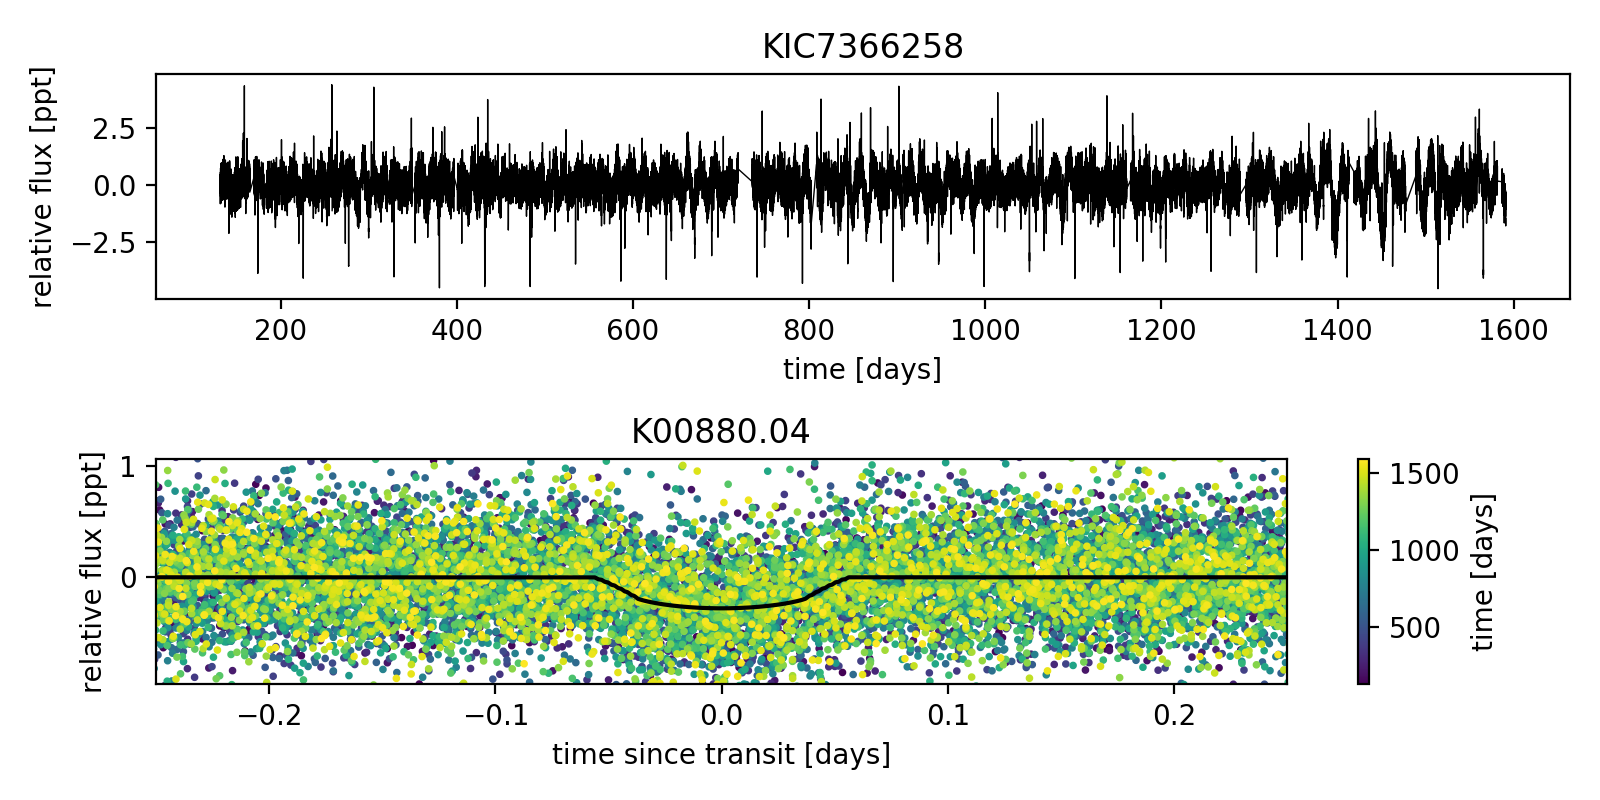 KIC7366258
relative flux [ppt]
2.5
0.0
−2.5
200 400 600 800 1000 1200 1400 1600
time [days]
K00880.04
relative flux [ppt]
1
0
−0.2 −0.1 0.0 0.1 0.2
time since transit [days]
1500
1000
500
time [days]